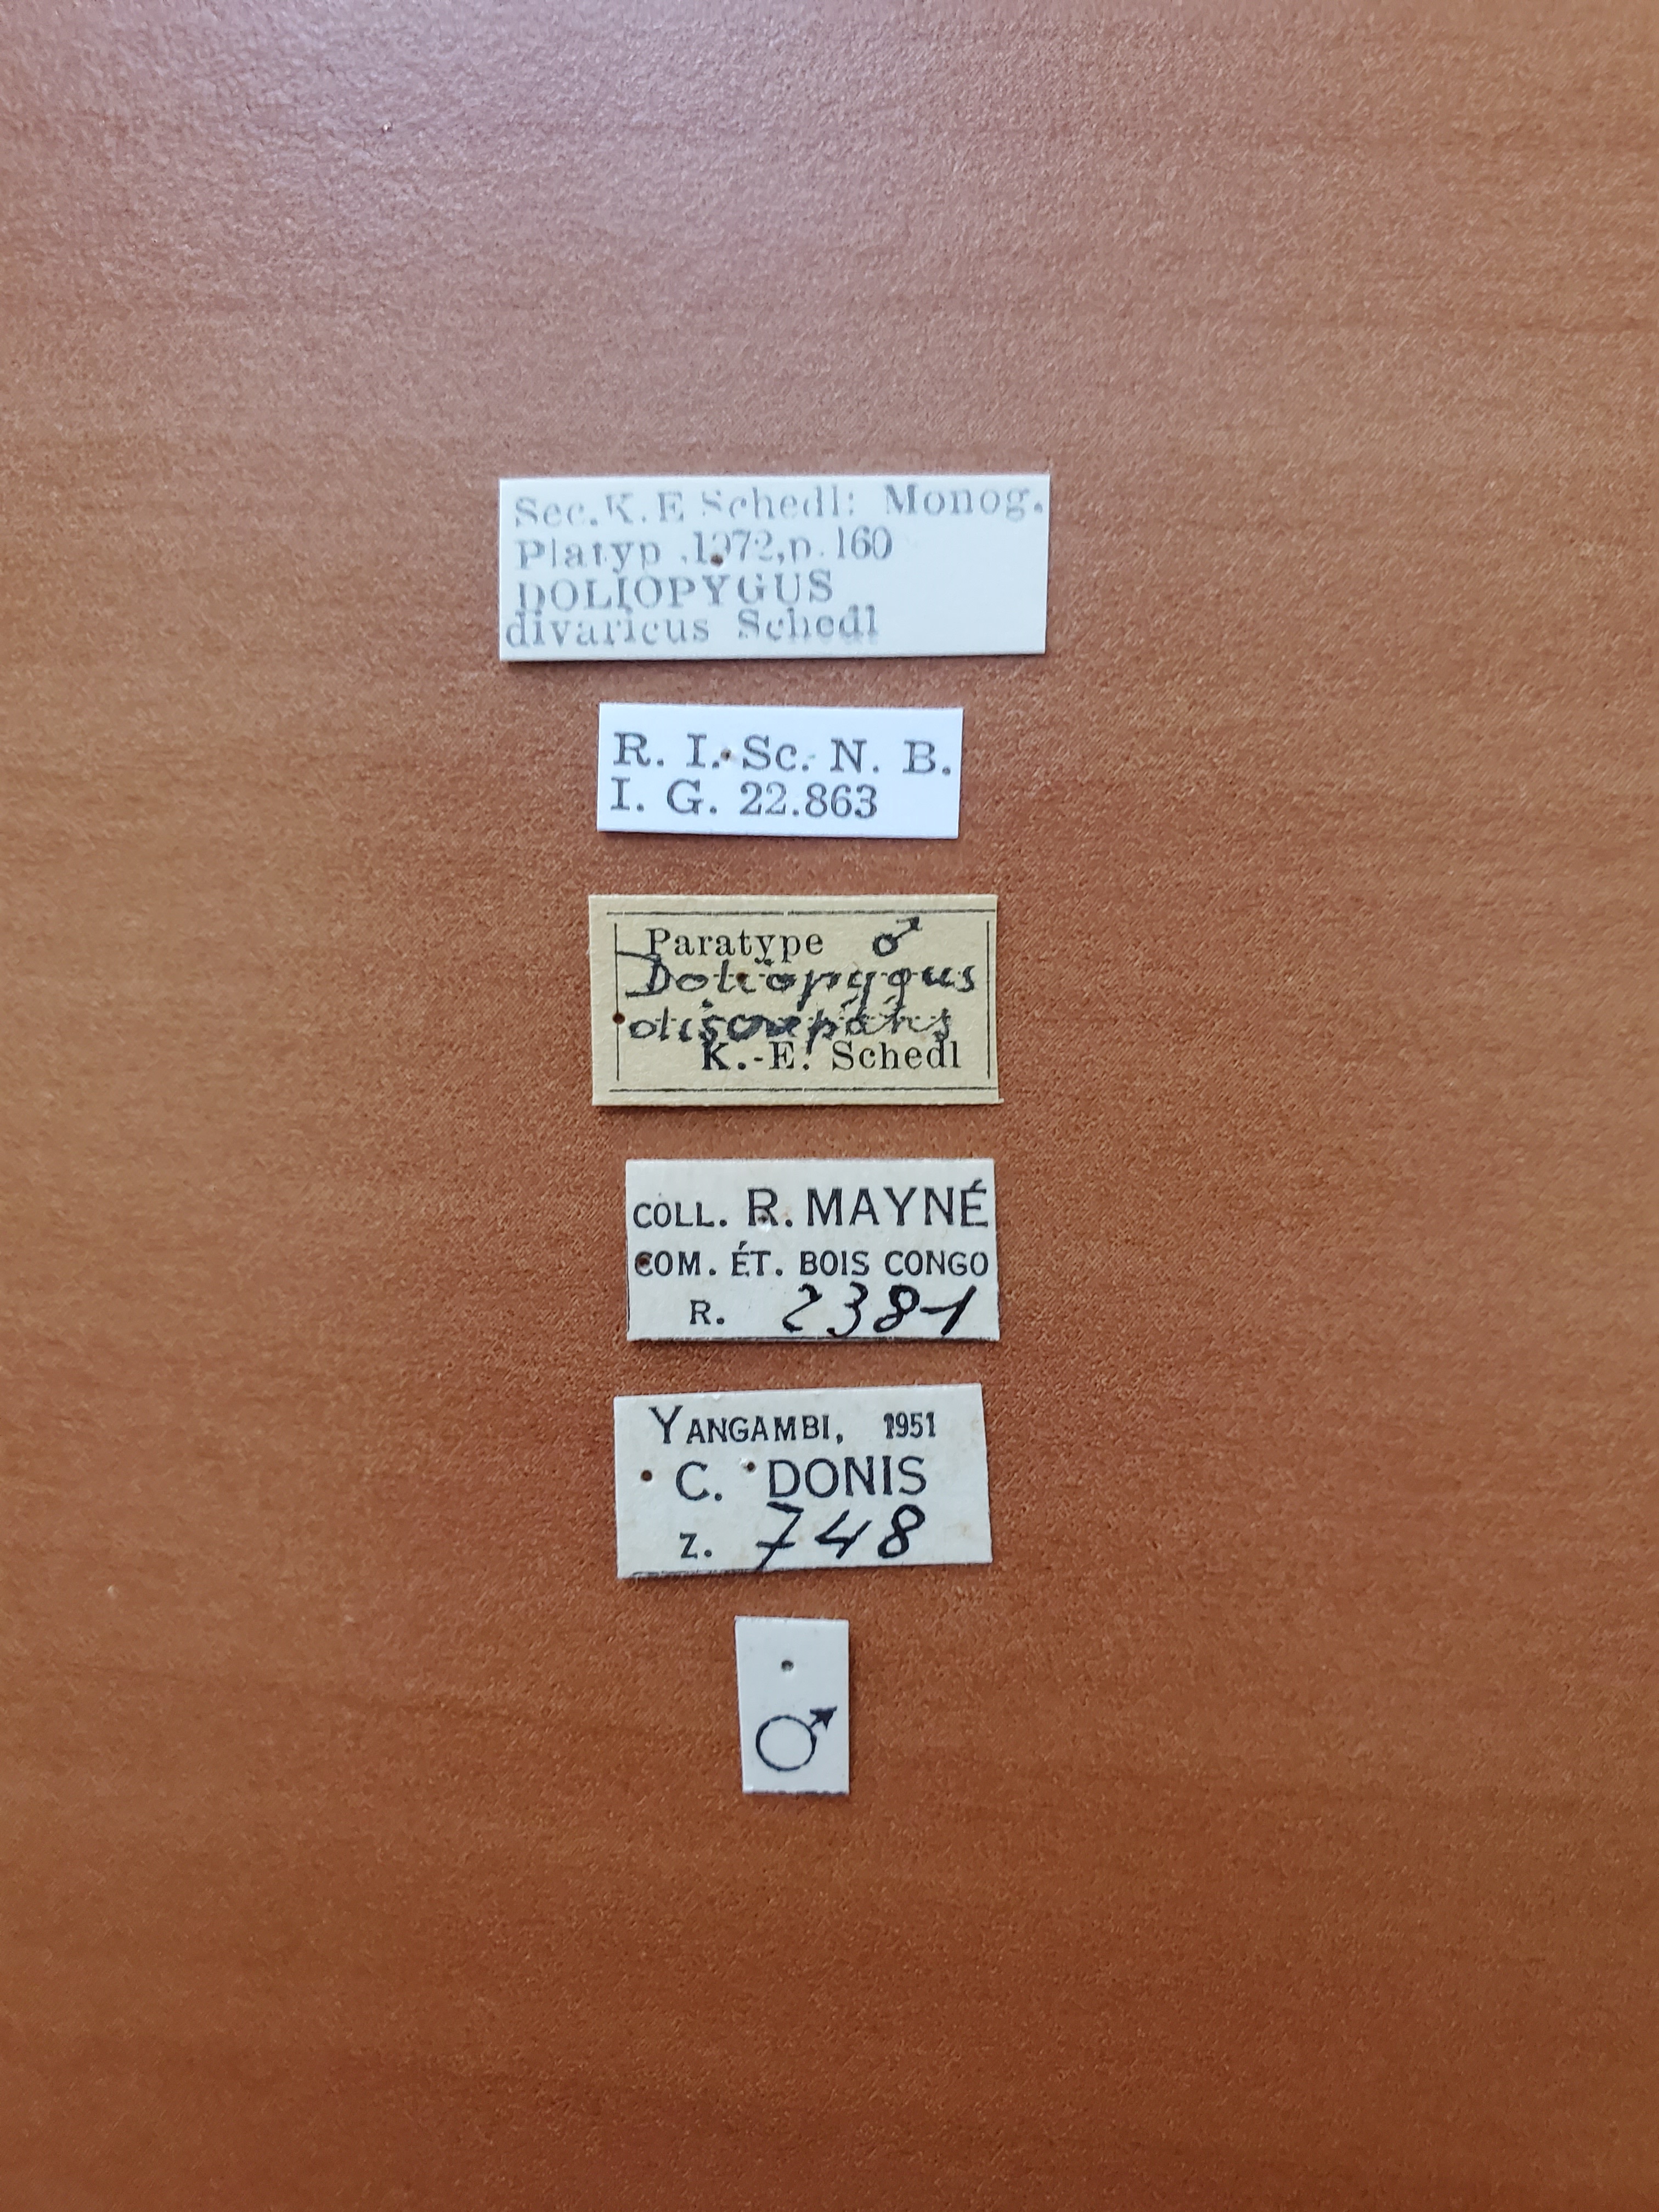 Sec. K. E Schedl: Monog.
Platyp .1972, p. 160
DOLIOPYGUS
divaricus Schedl
R. I. Sc. N. B.
I. G. 22.863
Paratype ♂
Doliopygus
discrepans
K.-E. Schedl
COLL. R. MAYNÉ
COM. ÉT. BOIS CONGO
R. 2381
YANGAMBI, 1951
C. DONIS
Z. 748
♂